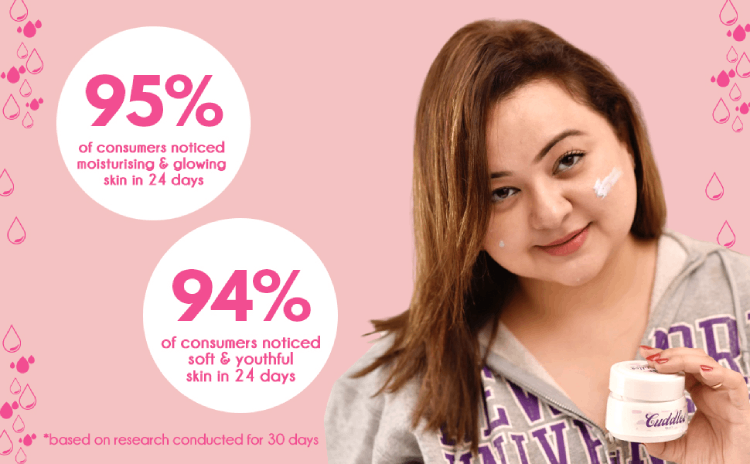 95%
of consumers noticed
moisturising & glowing
skin in 24 days
94%
of consumers noticed
soft & youthful
skin in 24 days
*based on research conducted for 30 days
Cuddles